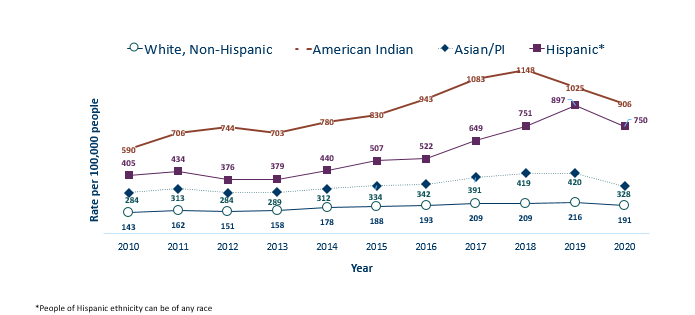 White, Non-Hispanic American Indian Asian/PI Hispanic*
Rate per 100,000 people
590 706 744 703 780 830 943 1083 1148 1025 906
405 434 376 379 440 507 522 649 751 897 750
284 313 284 289 312 334 342 391 419 420 328
143 162 151 158 178 188 193 209 209 216 191
2010 2011 2012 2013 2014 2015 2016 2017 2018 2019 2020
Year
*People of Hispanic ethnicity can be of any race